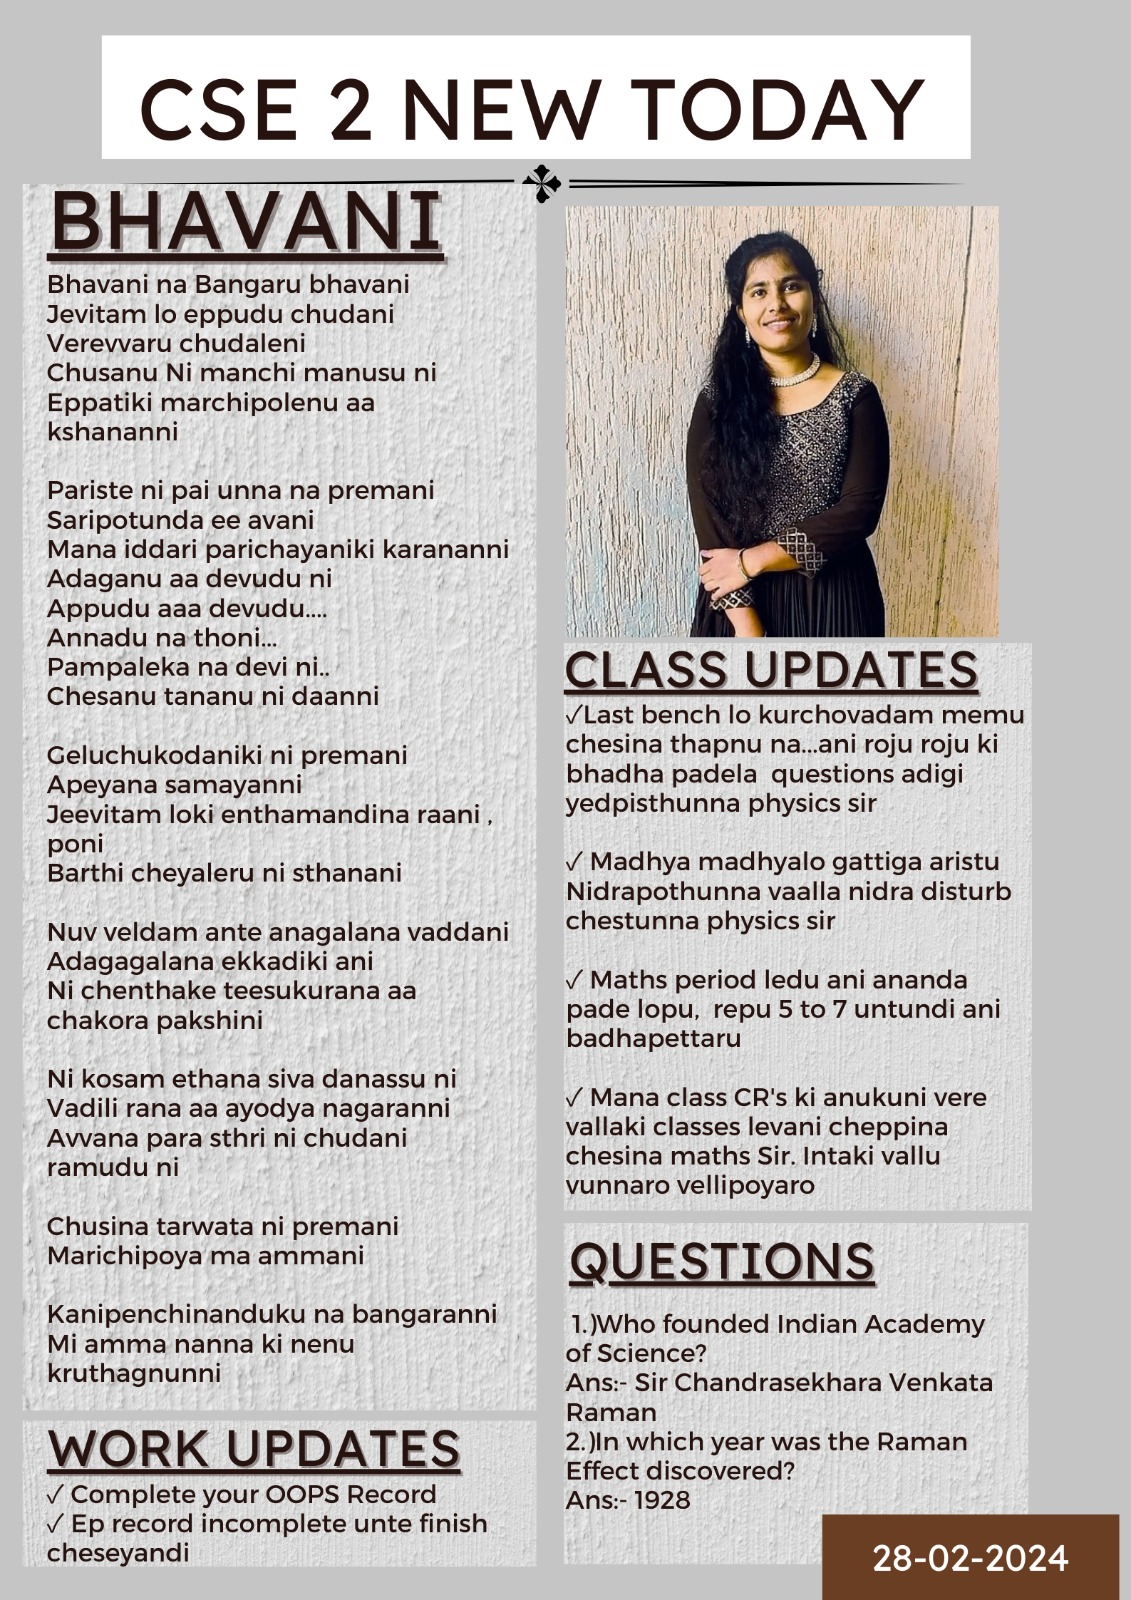 CSE 2 NEW TODAY
BHAVANI
Bhavani na Bangaru bhavani
Jevitam lo eppudu chudani
Verevvaru chudaleni
Chusanu Ni manchi manusu ni
Eppatiki marchipolenu aa
kshananni
Pariste ni pai unna na premani
Saripotunda ee avani
Mana iddari parichayaniki karananni
Adaganu aa devudu ni
Appudu aaa devudu....
Annadu na thoni...
Pampaleka na devi ni..
Chesanu tananu ni daanni
Geluchukodaniki ni premani
Apeyana samayanni
Jeevitam loki enthamandina raani ,
poni
Barthi cheyaleru ni sthanani
Nuv veldam ante anagalana vaddani
Adagagalana ekkadiki ani
Ni chenthake teesukurana aa
chakora pakshini
Ni kosam ethana siva danassu ni
Vadili rana aa ayodya nagaranni
Avvana para sthri ni chudani
ramudu ni
Chusina tarwata ni premani
Marichipoya ma ammani
Kanipenchinanduku na bangaranni
Mi amma nanna ki nenu
kruthagnunni
WORK UPDATES
✓ Complete your OOPS Record
✓ Ep record incomplete unte finish
cheseyandi
CLASS UPDATES
✓Last bench lo kurchovadam memu
chesina thapnu na...ani roju roju ki
bhadha padela  questions adigi
yedpisthunna physics sir
✓ Madhya madhyalo gattiga aristu
Nidrapothunna vaalla nidra disturb
chestunna physics sir
✓ Maths period ledu ani ananda
pade lopu,  repu 5 to 7 untundi ani
badhapettaru
✓ Mana class CR's ki anukuni vere
vallaki classes levani cheppina
chesina maths Sir. Intaki vallu
vunnaro vellipoyaro
QUESTIONS
1.)Who founded Indian Academy
of Science?
Ans:- Sir Chandrasekhara Venkata
Raman
2.)In which year was the Raman
Effect discovered?
Ans:- 1928
28-02-2024